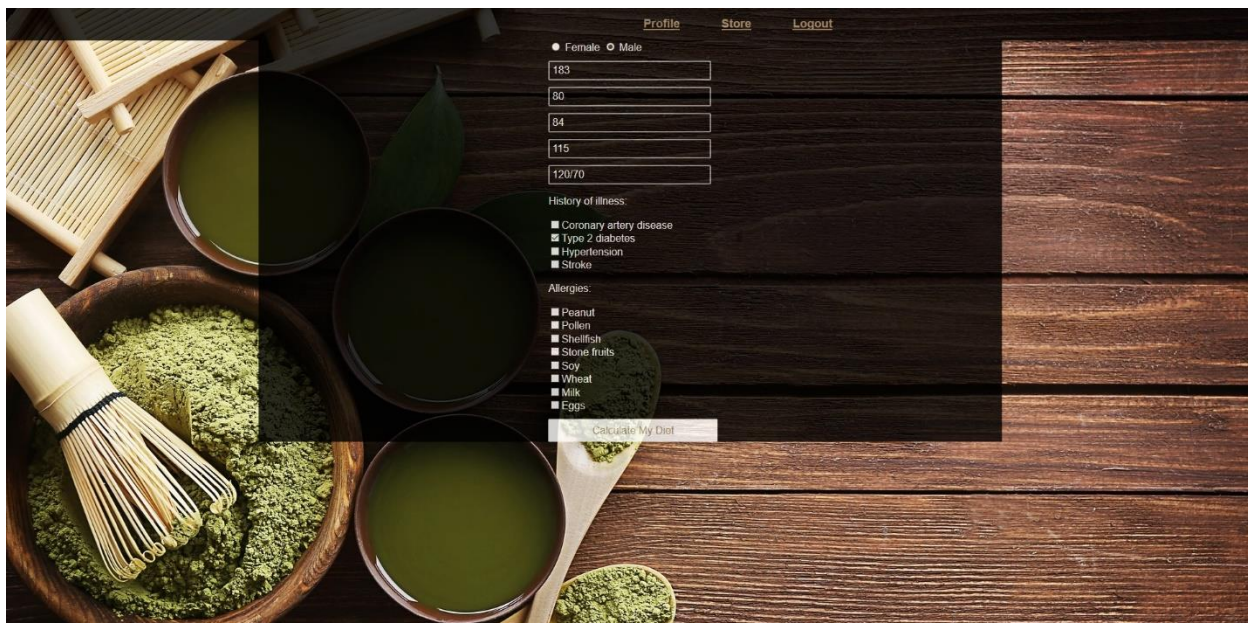 Profile Store Logout
Female Male
183
80
84
115
120/70
History of illness:
Coronary artery disease
Type 2 diabetes
Hypertension
Stroke
Allergies:
Peanut
Pollen
Shellfish
Stone fruits
Soy
Wheat
Milk
Eggs
Calculate My Diet